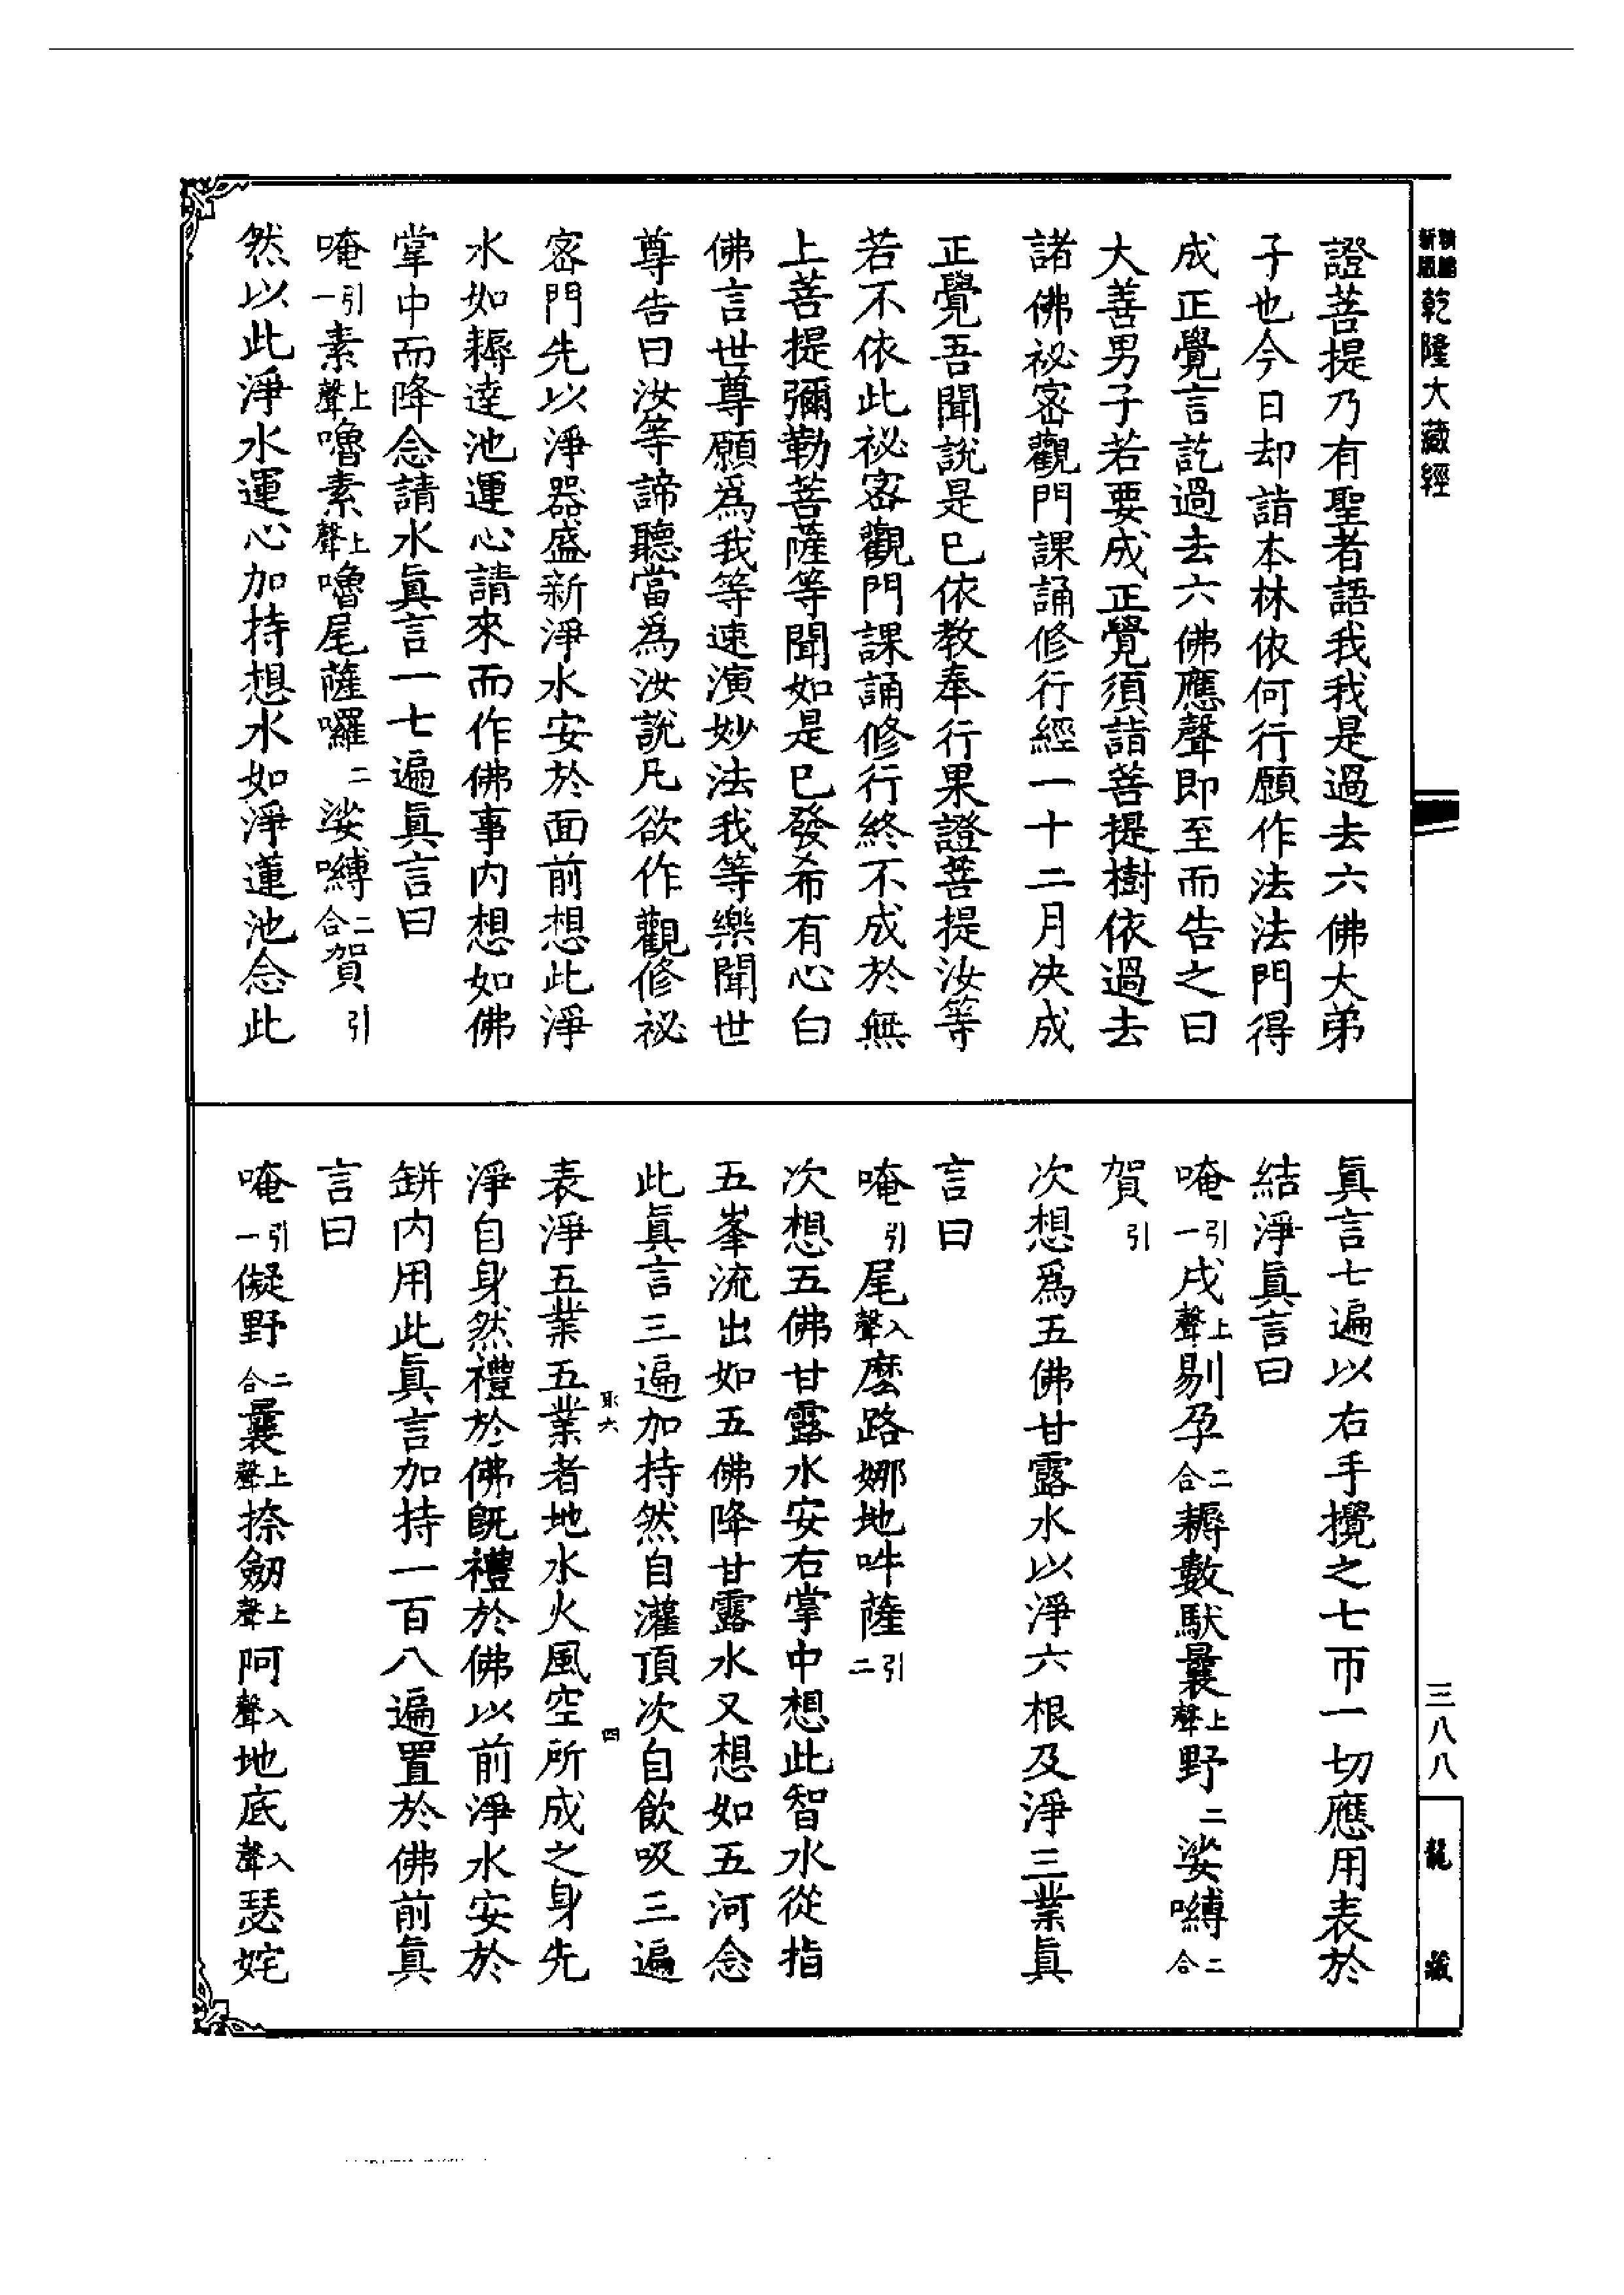 新編縮版 乾隆大藏經
證菩提乃有聖者語我我是過去六佛大弟
子也今日却詣本林依何行願作法法門得
成正覺言訖過去六佛應聲即至而告之曰
大善男子若要成正覺須詣菩提樹依過去
諸佛祕密觀門課誦修行經一十二月決成
正覺吾聞說是已依教奉行果證菩提汝等
若不依此祕密觀門課誦修行終不成於無
上菩提彌勒菩薩等聞如是已發希有心白
佛言世尊願為我等速演妙法我等樂聞世
尊告曰汝等諦聽當為汝說凡欲作觀修祕
密門先以淨器盛新淨水安於面前想此淨
水如耨達池運心請來而作佛事内想如佛
掌中而降念請水眞言一七遍眞言曰
唵引一素上聲嚕素上聲嚕尾薩囉二娑嚩二合賀引
然以此淨水運心加持想水如淨蓮池念此
眞言七遍以右手攪之七帀一切應用表於
結淨眞言曰
唵引一戌上聲剔孕二合耨數馱曩上聲野二娑嚩二合
賀引
次想爲五佛甘露水以淨六根及淨三業眞
言曰
唵引尾入聲麼路娜地吽薩引二
次想五佛甘露水安右掌中想此智水從指
五峯流出如五佛降甘露水又想如五河念
此眞言三遍加持然自灌頂次自飲吸三遍
表淨五業五業者地水火風空所成之身先
淨自身然禮於佛既禮於佛以前淨水安於
缾内用此眞言加持一百八遍置於佛前眞
言曰
唵引一儗野二合曩上聲捺劒上聲阿入聲地底入聲瑟姹
六
四
三八八
龍藏